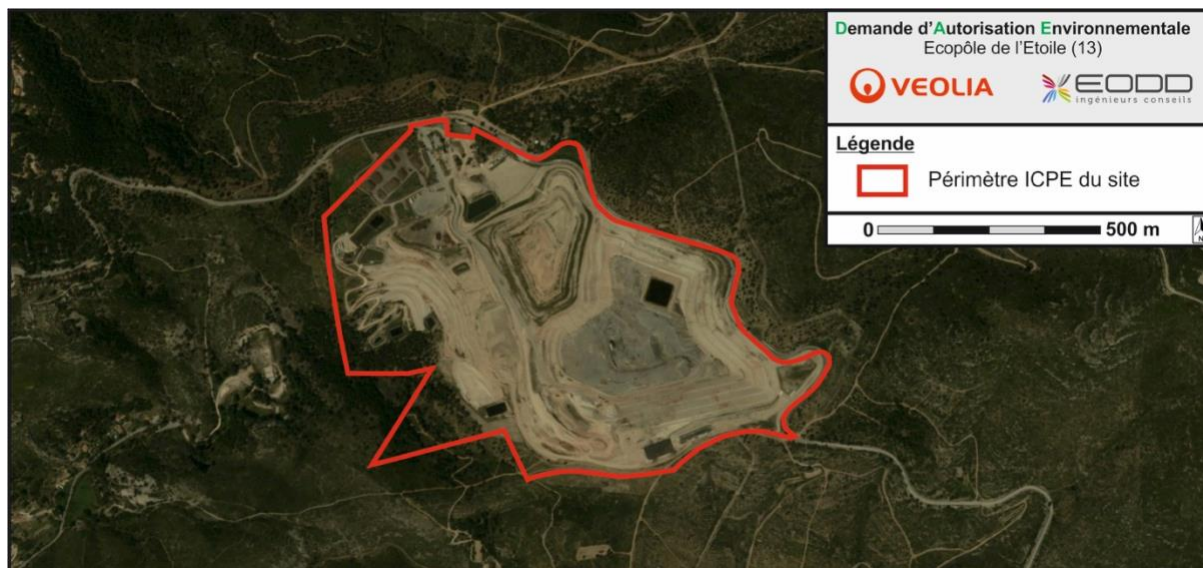 Demande d'Autorisation Environnementale
Ecopôle de l'Etoile (13)
VEOLIA
EODD
ingénieurs conseils
Légende
Périmètre ICPE du site
0 500 m
N